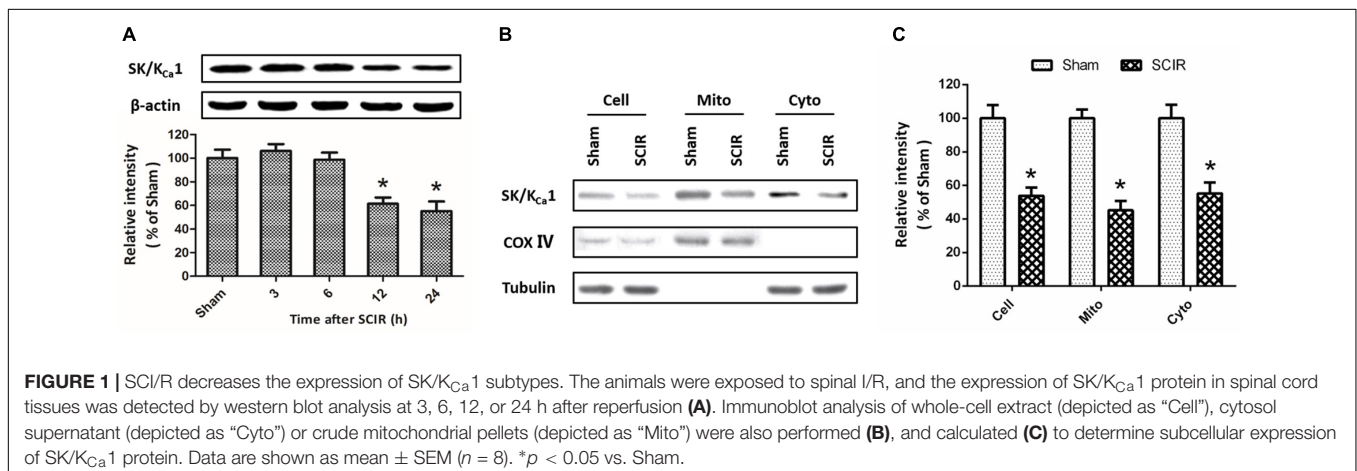 A
SK/KCa1
β-actin
Relative intensity
( % of Sham )
120
100
80
60
40
20
0
* *
Sham 3 6 12 24
Time after SCIR (h)
B
Cell Mito Cyto
Sham SCIR Sham SCIR Sham SCIR
SK/KCa1
COX IV
Tubulin
C
Sham SCIR
Relative intensity
( % of Sham )
120
100
80
60
40
20
0
* * *
Cell Mito Cyto
FIGURE 1 | SCI/R decreases the expression of SK/KCa1 subtypes. The animals were exposed to spinal I/R, and the expression of SK/KCa1 protein in spinal cord
tissues was detected by western blot analysis at 3, 6, 12, or 24 h after reperfusion (A). Immunoblot analysis of whole-cell extract (depicted as “Cell”), cytosol
supernatant (depicted as “Cyto”) or crude mitochondrial pellets (depicted as “Mito”) were also performed (B), and calculated (C) to determine subcellular expression
of SK/KCa1 protein. Data are shown as mean ± SEM (n = 8). *p < 0.05 vs. Sham.